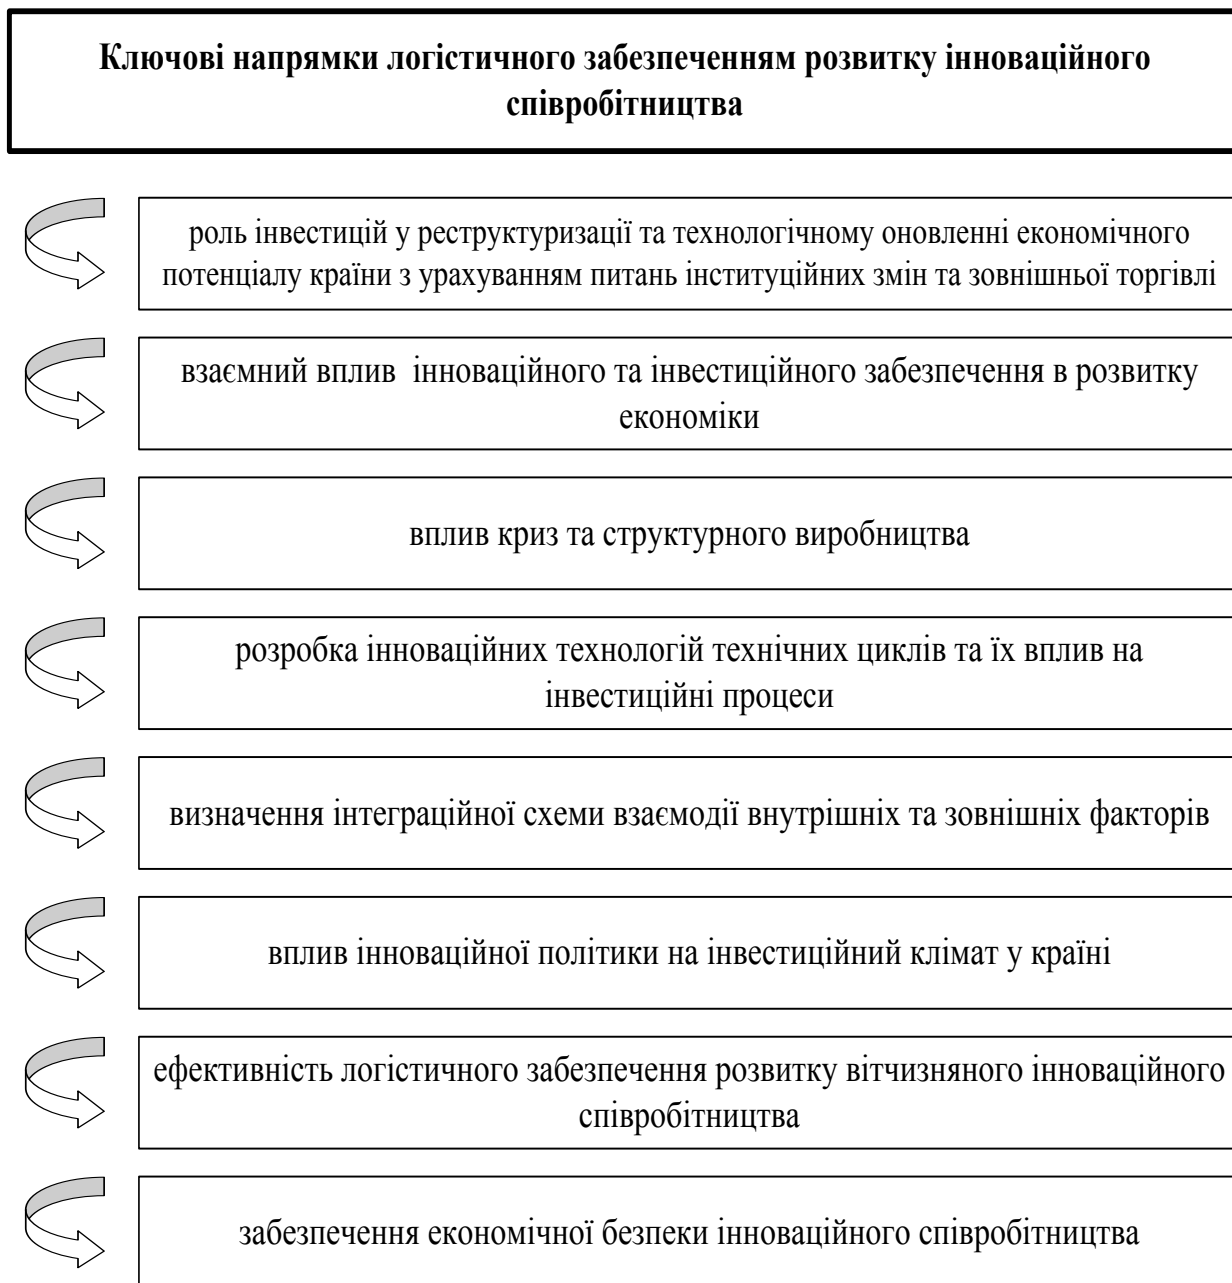 Ключові напрямки логістичного забезпеченням розвитку інноваційного
співробітництва
роль інвестицій у реструктуризації та технологічному оновленні економічного
потенціалу країни з урахуванням питань інституційних змін та зовнішньої торгівлі
взаємний вплив інноваційного та інвестиційного забезпечення в розвитку
економіки
вплив криз та структурного виробництва
розробка інноваційних технологій технічних циклів та їх вплив на
інвестиційні процеси
визначення інтеграційної схеми взаємодії внутрішніх та зовнішніх факторів
вплив інноваційної політики на інвестиційний клімат у країні
ефективність логістичного забезпечення розвитку вітчизняного інноваційного
співробітництва
забезпечення економічної безпеки інноваційного співробітництва